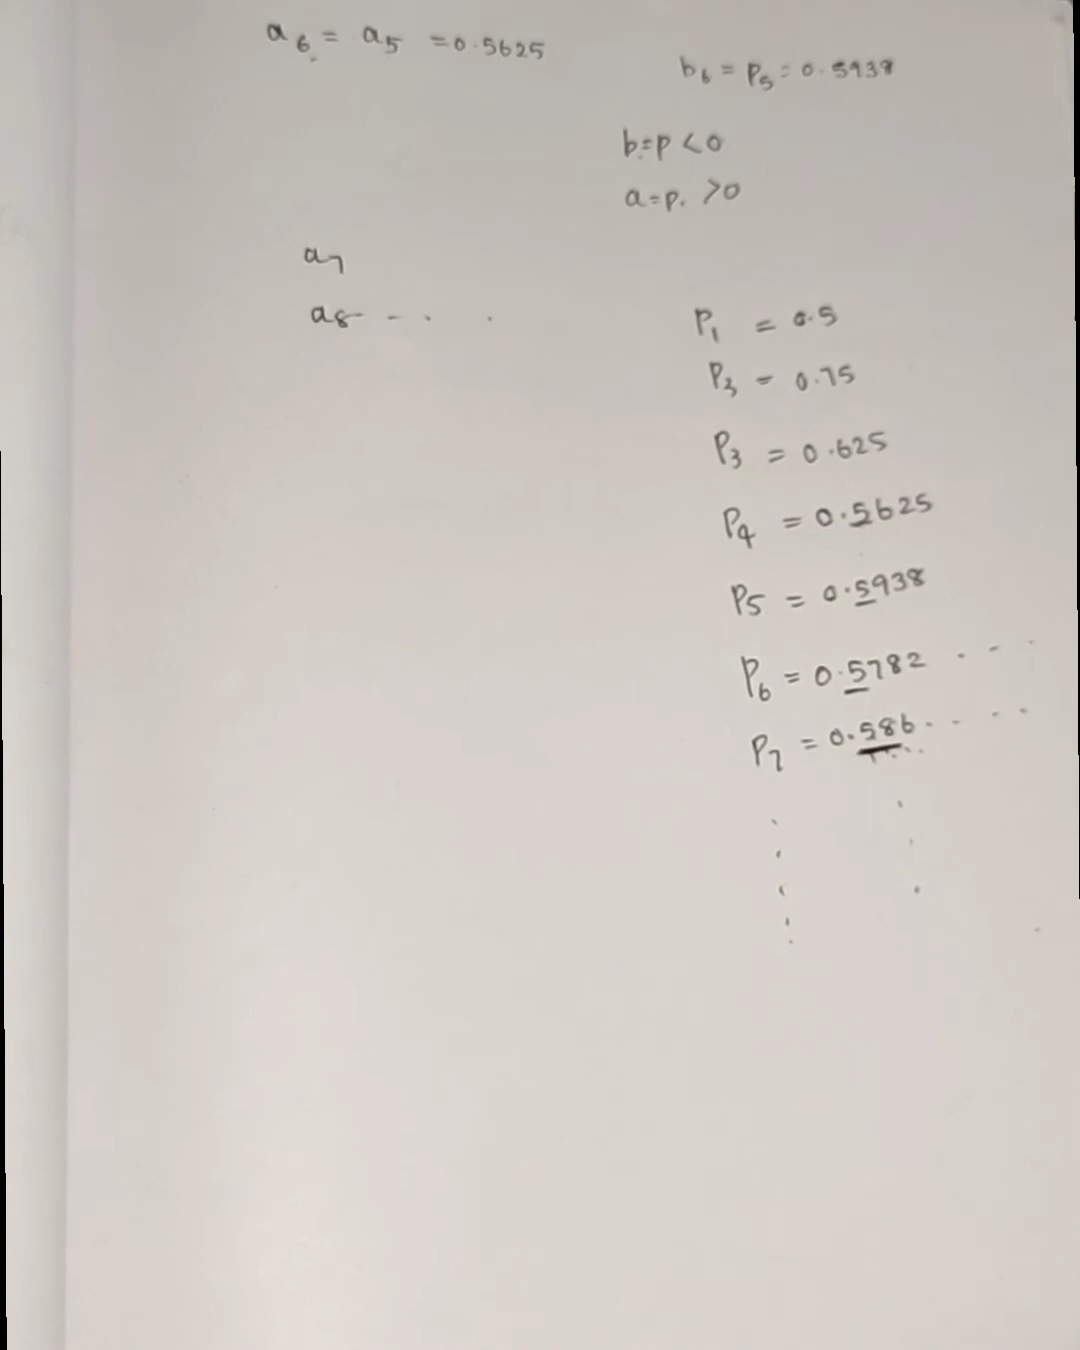 a6 = a5 = 0.5625
b6 = P5 = 0.5938
b=p <0
a=p. >0
a7
a8 - . .
P1 = 0.5
P3 = 0.75
P3 = 0.625
P4 = 0.5625
P5 = 0.5938
P6 = 0.5782 . - .
P7 = 0.586 - - . . .